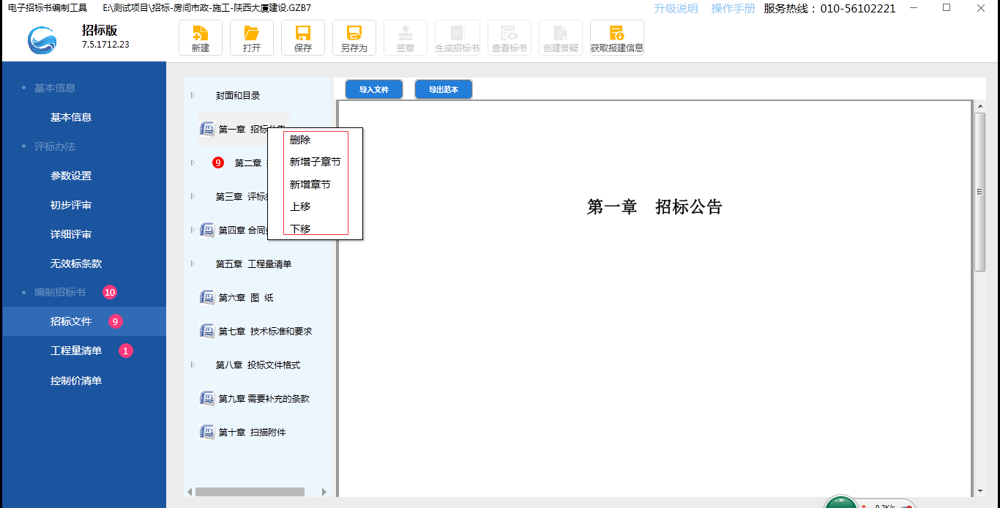 电子招标书编制工具 E:\测试项目\招标-房间市政-施工-陕西大厦建设.GZB7
升级说明 操作手册 服务热线：010-56102221
招标版
7.5.1712.23
新建 打开 保存 另存为 签章 生成招标书 查看标书 创建答疑 获取报建信息
基本信息
基本信息
评标办法
参数设置
初步评审
详细评审
无效标条款
编制招标书 10
招标文件 9
工程量清单 1
控制价清单
封面和目录
第一章 招标公告
9 第二章
第三章 评标
第四章 合同
第五章 工程量清单
第六章 图 纸
第七章 技术标准和要求
第八章 投标文件格式
第九章 需要补充的条款
第十章 扫描附件
删除
新增子章节
新增章节
上移
下移
导入文件 导出范本
第一章 招标公告